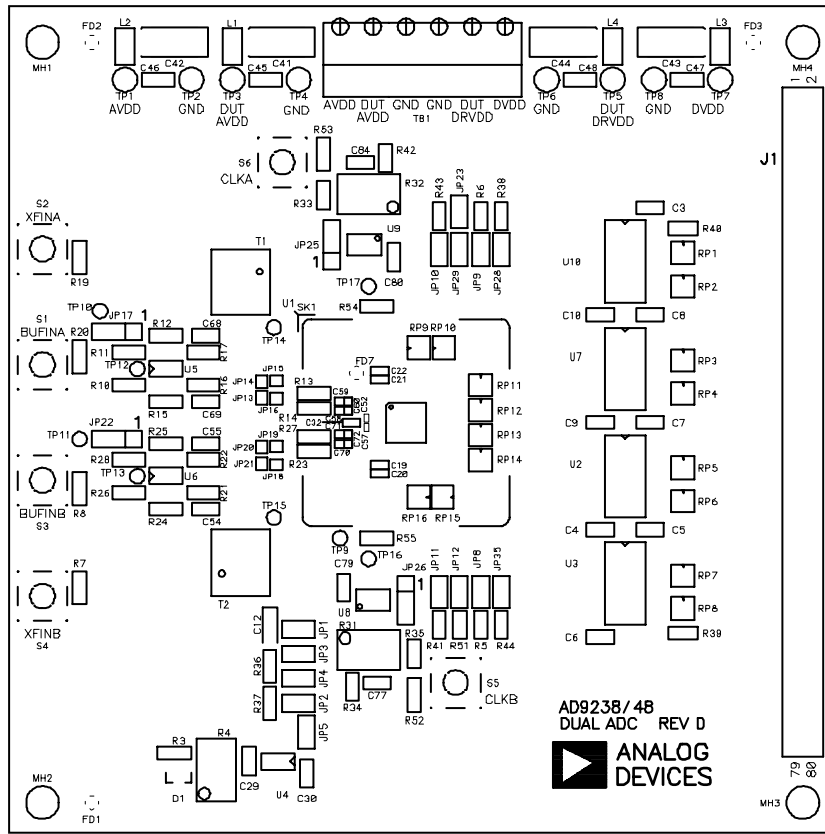 L2
FD2
L1
L4
FD3
L3
C42
C41
C44
C43
MH1
C46
C45
C48
C47
MH4
TP1
AVDD
TP2
GND
TP3
DUT
AVDD
TP4
GND
AVDD
DUT
AVDD
GND
GND
DUT
DRVDD
DVDD
TB1
TP6
GND
TP5
DUT
DRVDD
TP8
GND
TP7
DVDD
1
2
J1
R53
C84
R42
S6
CLKA
R32
R33
R43
JP23
R6
R38
C3
R40
S2
XFINA
R19
T1
JP25
1
U9
C80
JP10
JP29
JP9
JP28
U10
RP1
RP2
TP17
R54
TP10
U1
SK1
C10
C8
S1
BUFINA
R20
JP17
1
R12
C68
TP14
RP9
RP10
R11
R17
U7
RP3
TP12
U5
FD7
C22
C21
R10
R16
JP14
JP15
R13
C59
RP11
RP4
R15
C69
JP13
JP16
R14
C60
C52
RP12
C32
JP22
1
R25
C55
R27
C57
RP13
C9
C7
TP11
R28
R22
JP20
JP19
C72
C70
RP14
TP13
U6
JP21
JP18
R23
C19
C20
U2
RP5
R26
R21
RP6
R8
R24
C54
TP15
RP16
RP15
BUFINB
S3
TP9
R55
TP16
C4
C5
R7
T2
C79
JP26
1
JP11
JP12
JP8
JP35
U3
RP7
U8
RP8
XFINB
S4
C12
JP1
R31
R35
R41
R51
R5
R44
C6
R39
R36
JP3
JP4
R37
JP2
R34
C77
R52
S5
CLKB
JP5
AD9238/48
DUAL ADC REV D
R3
R4
ANALOG
DEVICES
D1
C29
U4
C30
79
80
MH2
FD1
MH3